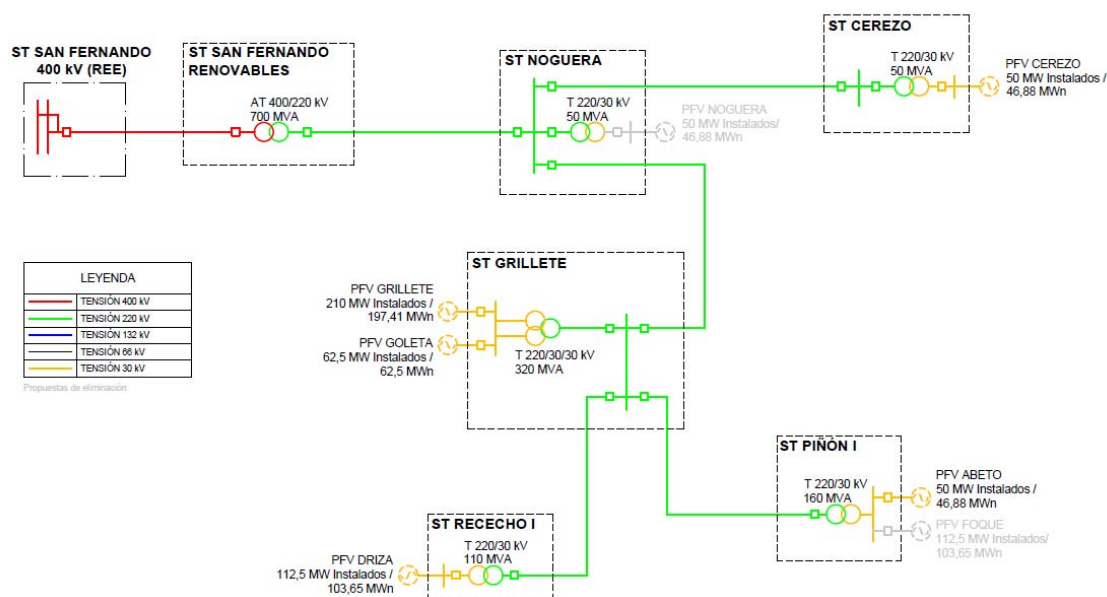 ST SAN FERNANDO
400 kV (REE)
ST SAN FERNANDO
RENOVABLES
AT 400/220 kV
700 MVA
ST NOGUERA
T 220/30 kV
50 MVA
PFV NOGUERA
50 MW Instalados/
46,88 MWn
ST CEREZO
T 220/30 kV
50 MVA
PFV CEREZO
50 MW Instalados /
46,88 MWn
LEYENDA
TENSIÓN 400 kV
TENSIÓN 220 kV
TENSIÓN 132 kV
TENSIÓN 66 kV
TENSIÓN 30 kV
Propuestas de eliminación
ST GRILLETE
PFV GRILLETE
210 MW Instalados /
197,41 MWn
PFV GOLETA
62,5 MW Instalados /
62,5 MWn
T 220/30/30 kV
320 MVA
ST PIÑÓN I
T 220/30 kV
160 MVA
PFV ABETO
50 MW Instalados /
46,88 MWn
PFV FOQUE
112,5 MW Instalados/
103,65 MWn
ST RECECHO I
T 220/30 kV
110 MVA
PFV DRIZA
112,5 MW Instalados /
103,65 MWn